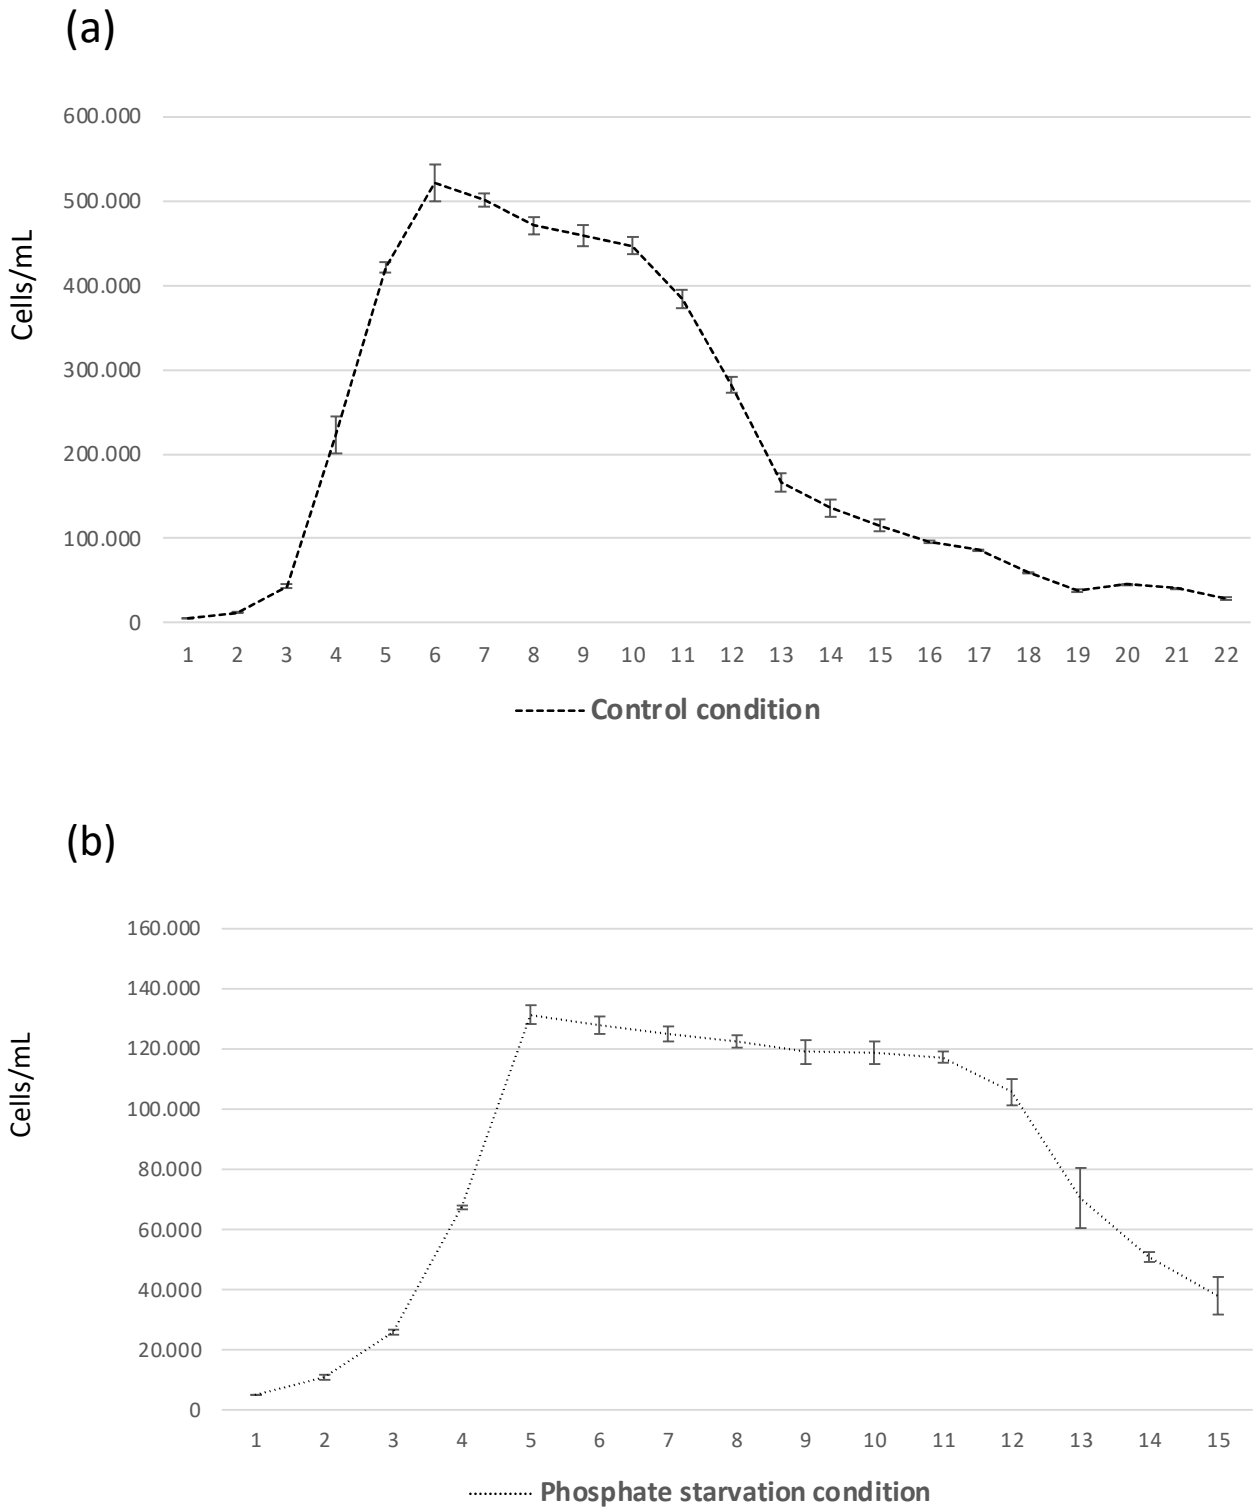 (a)
600.000
500.000
400.000
300.000
200.000
100.000
0
Cells/mL
1 2 3 4 5 6 7 8 9 10 11 12 13 14 15 16 17 18 19 20 21 22
Control condition
(b)
160.000
140.000
120.000
100.000
80.000
60.000
40.000
20.000
0
Cells/mL
1 2 3 4 5 6 7 8 9 10 11 12 13 14 15
Phosphate starvation condition